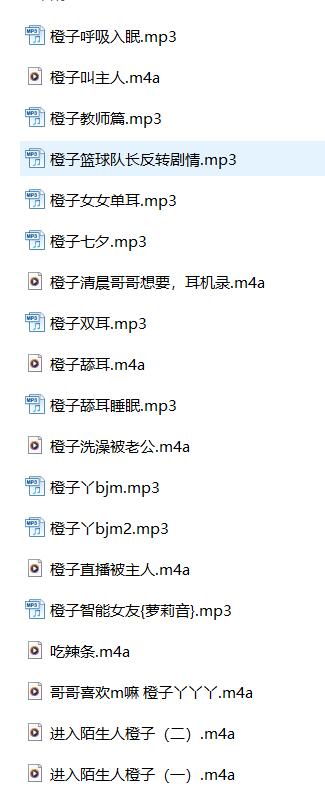 橙子呼吸入眠.mp3
橙子叫主人.m4a
橙子教师篇.mp3
橙子篮球队长反转剧情.mp3
橙子女女单耳.mp3
橙子七夕.mp3
橙子清晨哥哥想要，耳机录.m4a
橙子双耳.mp3
橙子舔耳.m4a
橙子舔耳睡眠.mp3
橙子洗澡被老公.m4a
橙子丫bjm.mp3
橙子丫bjm2.mp3
橙子直播被主人.m4a
橙子智能女友{萝莉音}.mp3
吃辣条.m4a
哥哥喜欢m嘛 橙子丫丫丫.m4a
进入陌生人橙子（二）.m4a
进入陌生人橙子（一）.m4a